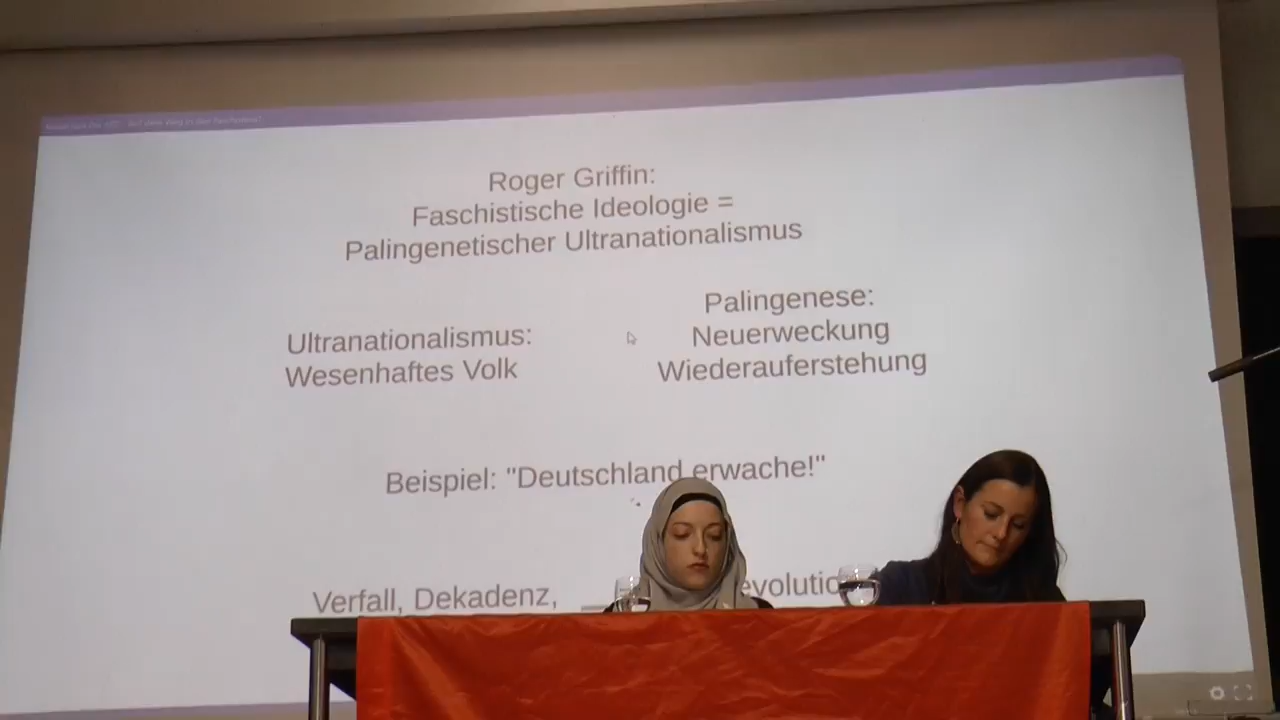 Roger Griffin:
Faschistische Ideologie =
Palingenetischer Ultranationalismus
Ultranationalismus:
Wesenhaftes Volk
Palingenese:
Neuerweckung
Wiederauferstehung
Beispiel: "Deutschland erwache!"
Verfall, Dekadenz,